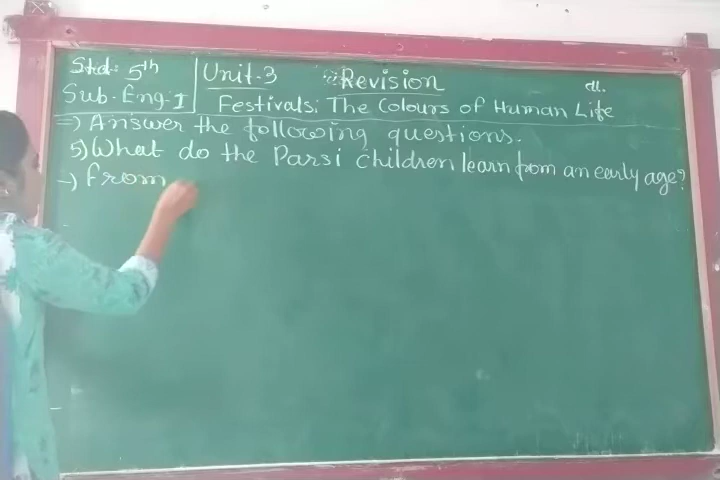 Std: 5th
Sub. Eng-I
Unit-3 Revision dt.
Festivals: The Colours of Human Life
=) Answer the following questions.
5) What do the Parsi children learn from an early age?
→) from